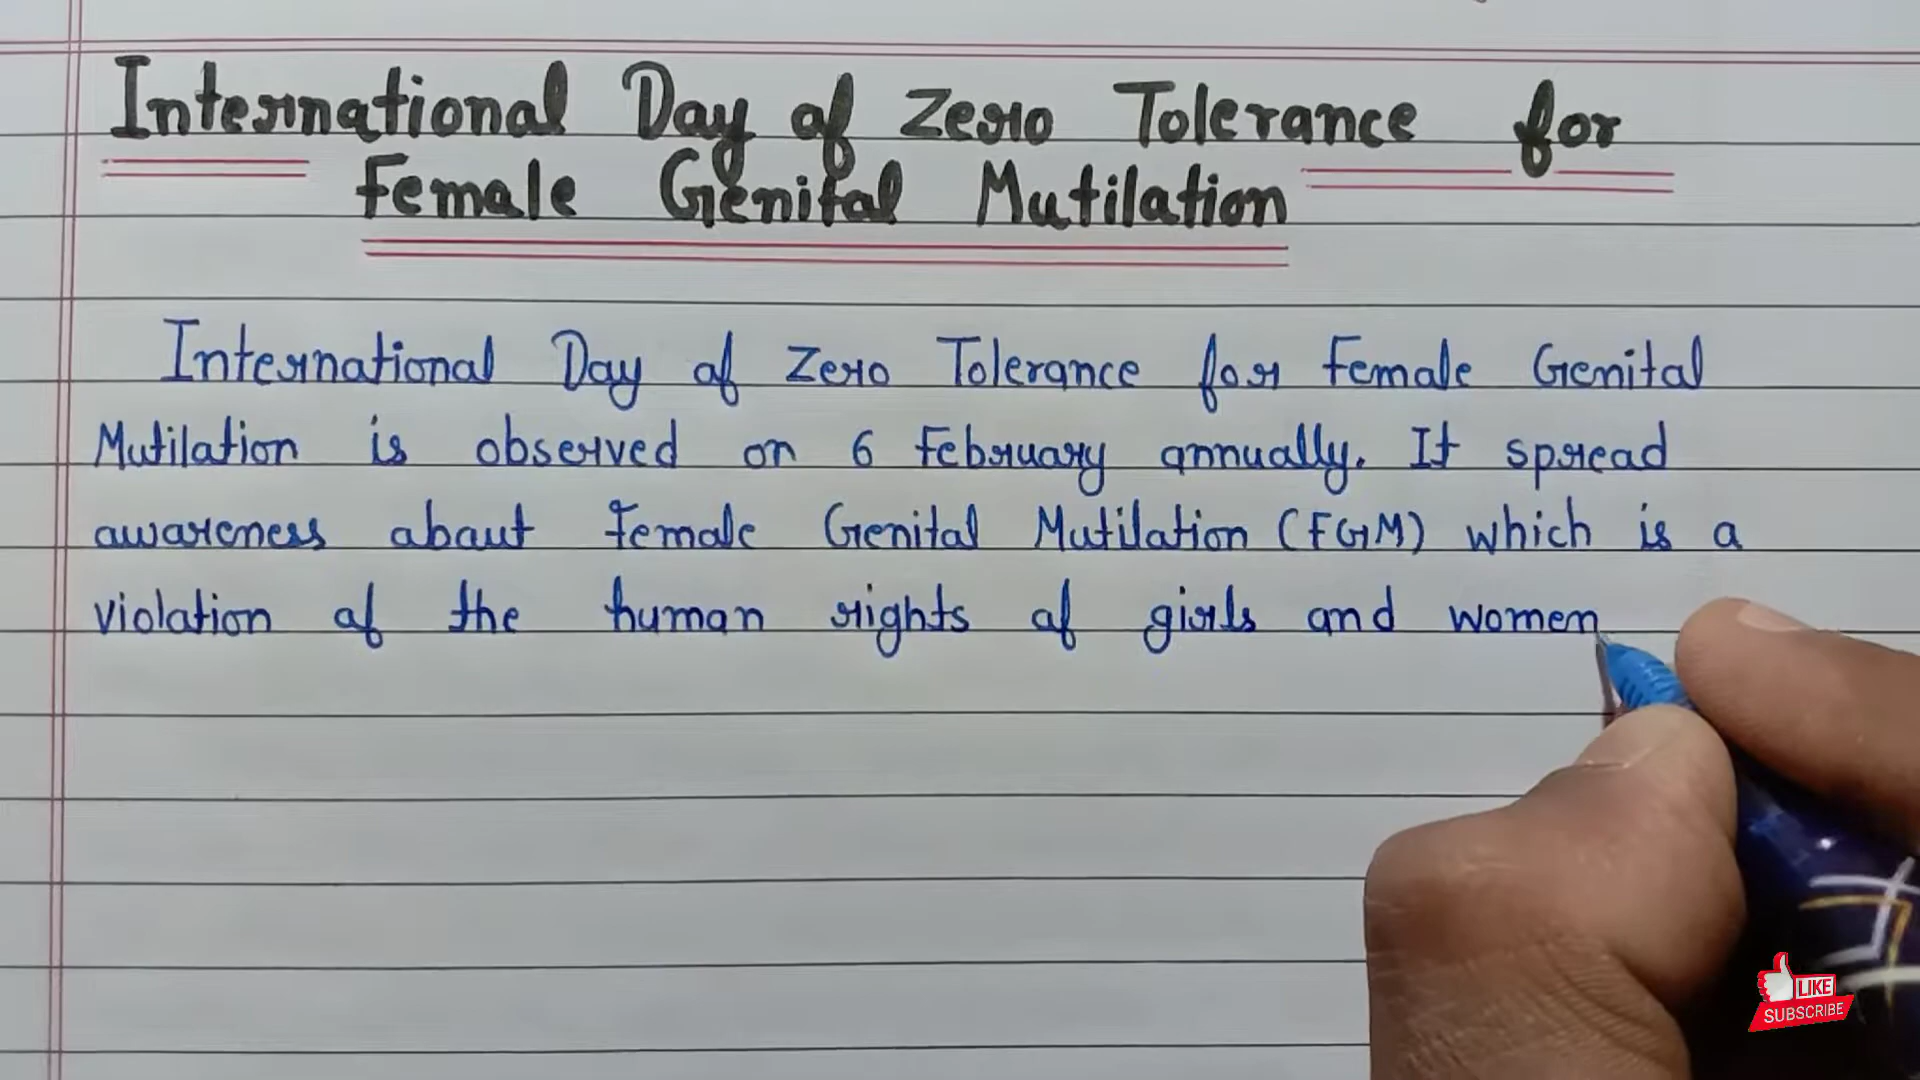 International Day of Zero Tolerance for
Female Genital Mutilation
International Day of Zero Tolerance for Female Genital
Mutilation is observed on 6 February annually. It spread
awareness about Female Genital Mutilation (FGM) which is a
violation of the human rights of girls and women
LIKE
SUBSCRIBE